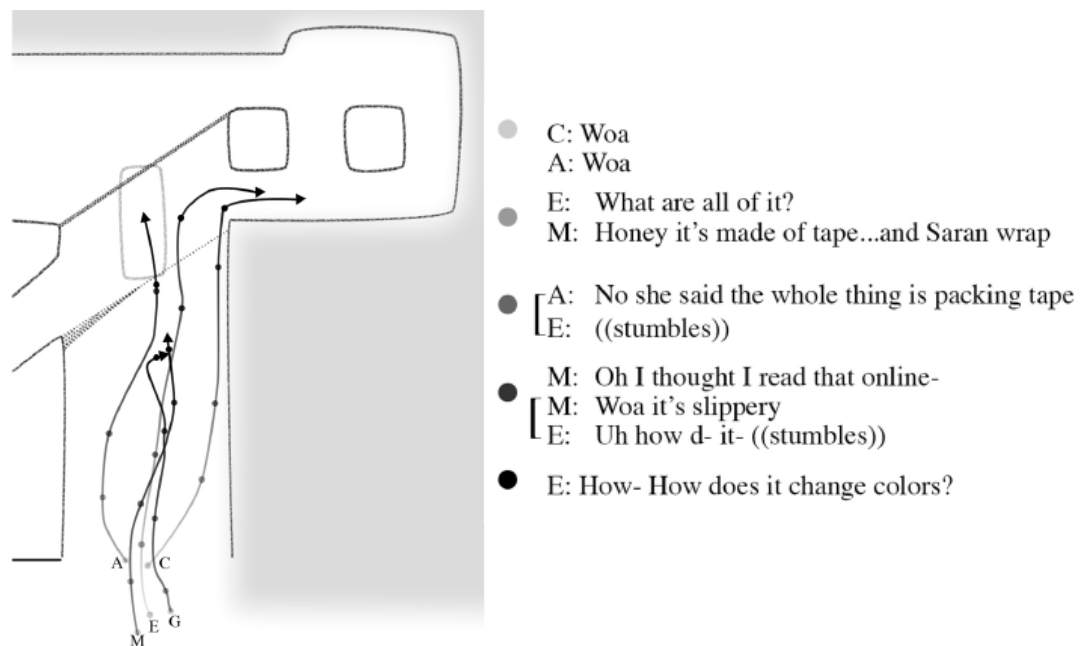 C: Woa
A: Woa
E: What are all of it?
M: Honey it's made of tape...and Saran wrap
A: No she said the whole thing is packing tape
E: ((stumbles))
M: Oh I thought I read that online-
M: Woa it's slippery
E: Uh how d- it- ((stumbles))
E: How- How does it change colors?
A
C
E
G
M